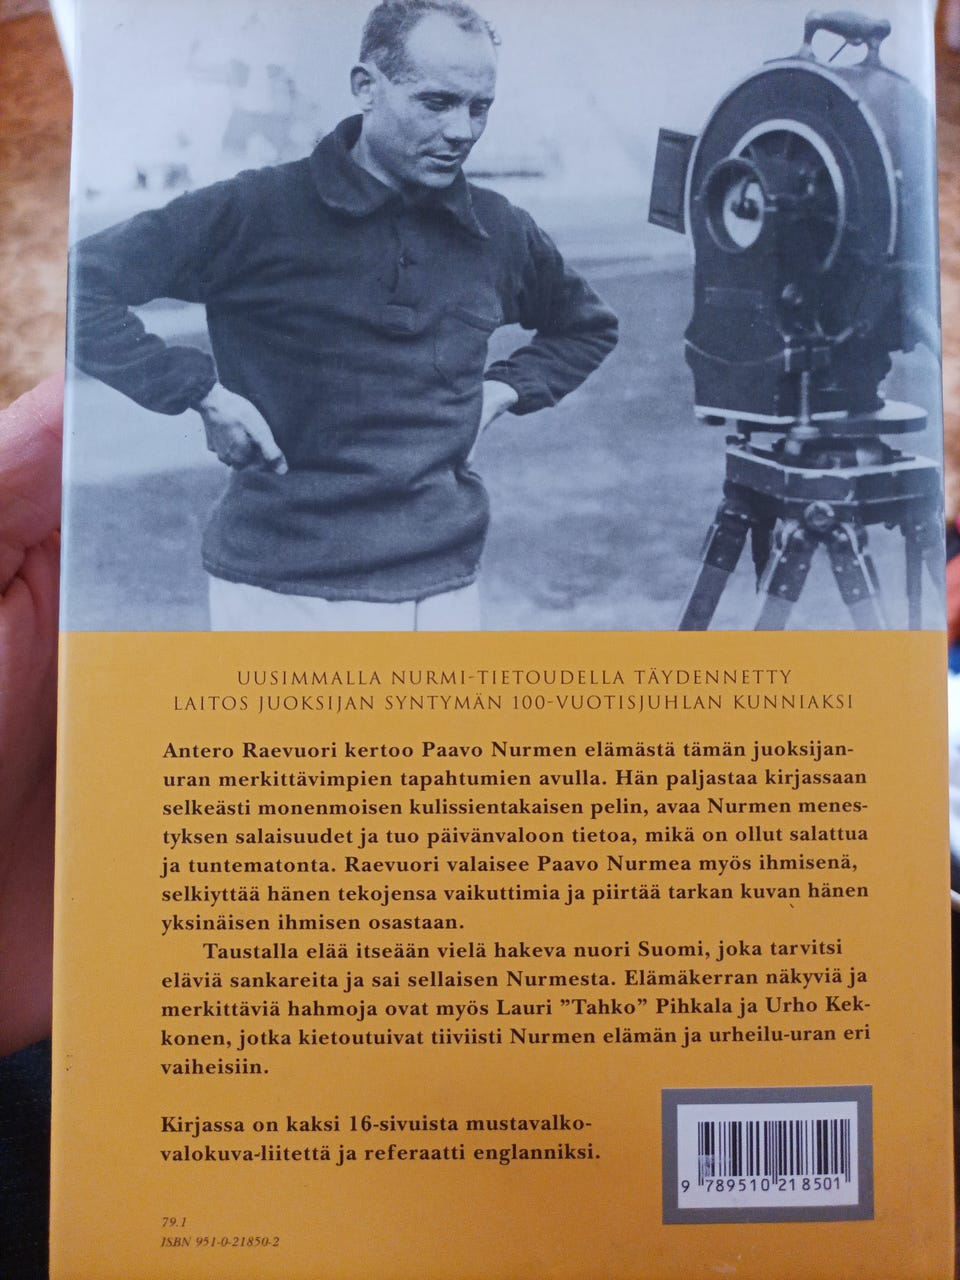 UUSIMMALLA NURMI-TIETOUDELLA TÄYDENNETTY
LAITOS JUOKSIJAN SYNTYMÄN 100-VUOTISJUHLAN KUNNIAKSI
Antero Raevuori kertoo Paavo Nurmen elämästä tämän juoksijan-
uran merkittävimpien tapahtumien avulla. Hän paljastaa kirjassaan
selkeästi monenmoisen kulissientakaisen pelin, avaa Nurmen menes-
tyksen salaisuudet ja tuo päivänvaloon tietoa, mikä on ollut salattua
ja tuntematonta. Raevuori valaisee Paavo Nurmea myös ihmisenä,
selkiyttää hänen tekojensa vaikuttimia ja piirtää tarkan kuvan hänen
yksinäisen ihmisen osastaan.
Taustalla elää itseään vielä hakeva nuori Suomi, joka tarvitsi
eläviä sankareita ja sai sellaisen Nurmesta. Elämäkerran näkyviä ja
merkittäviä hahmoja ovat myös Lauri ”Tahko” Pihkala ja Urho Kek-
konen, jotka kietoutuivat tiiviisti Nurmen elämän ja urheilu-uran eri
vaiheisiin.
Kirjassa on kaksi 16-sivuista mustavalko-
valokuva-liitettä ja referaatti englanniksi.
9 789510 218501
79.1
ISBN 951-0-21850-2